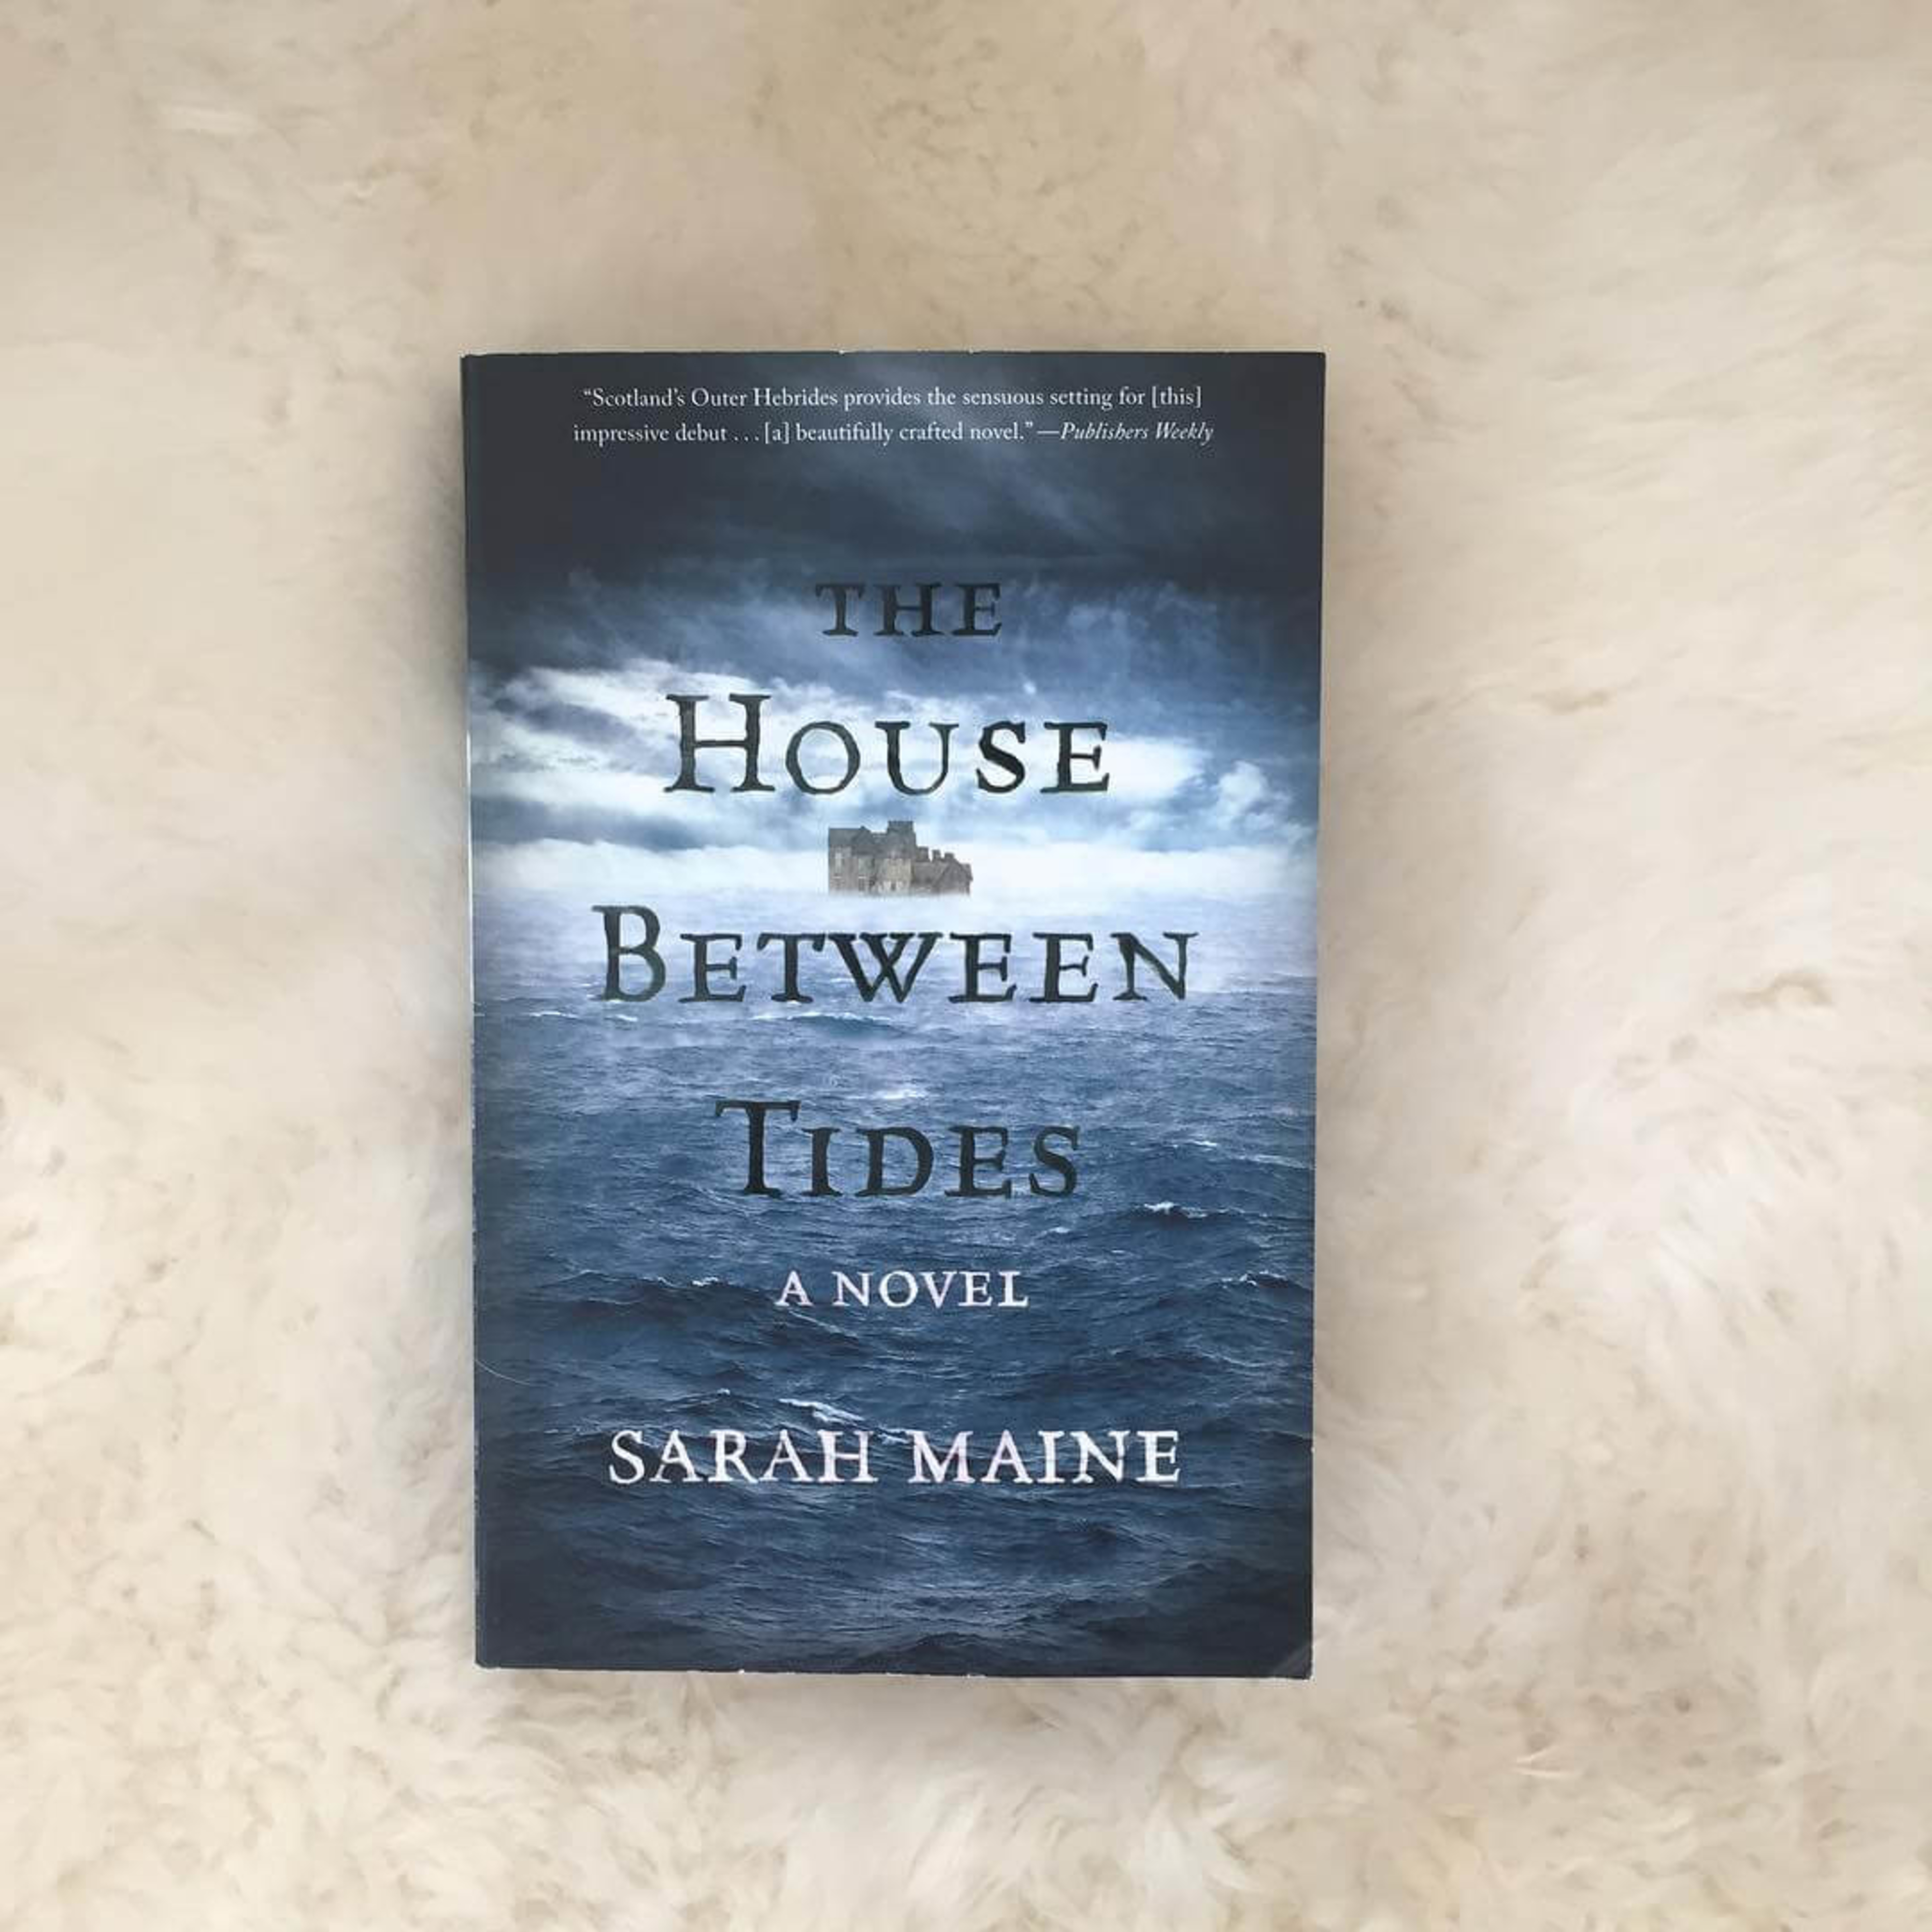 “Scotland’s Outer Hebrides provides the sensuous setting for [this]
impressive debut . . . [a] beautifully crafted novel.” —Publishers Weekly
THE
HOUSE
BETWEEN
TIDES
A NOVEL
SARAH MAINE